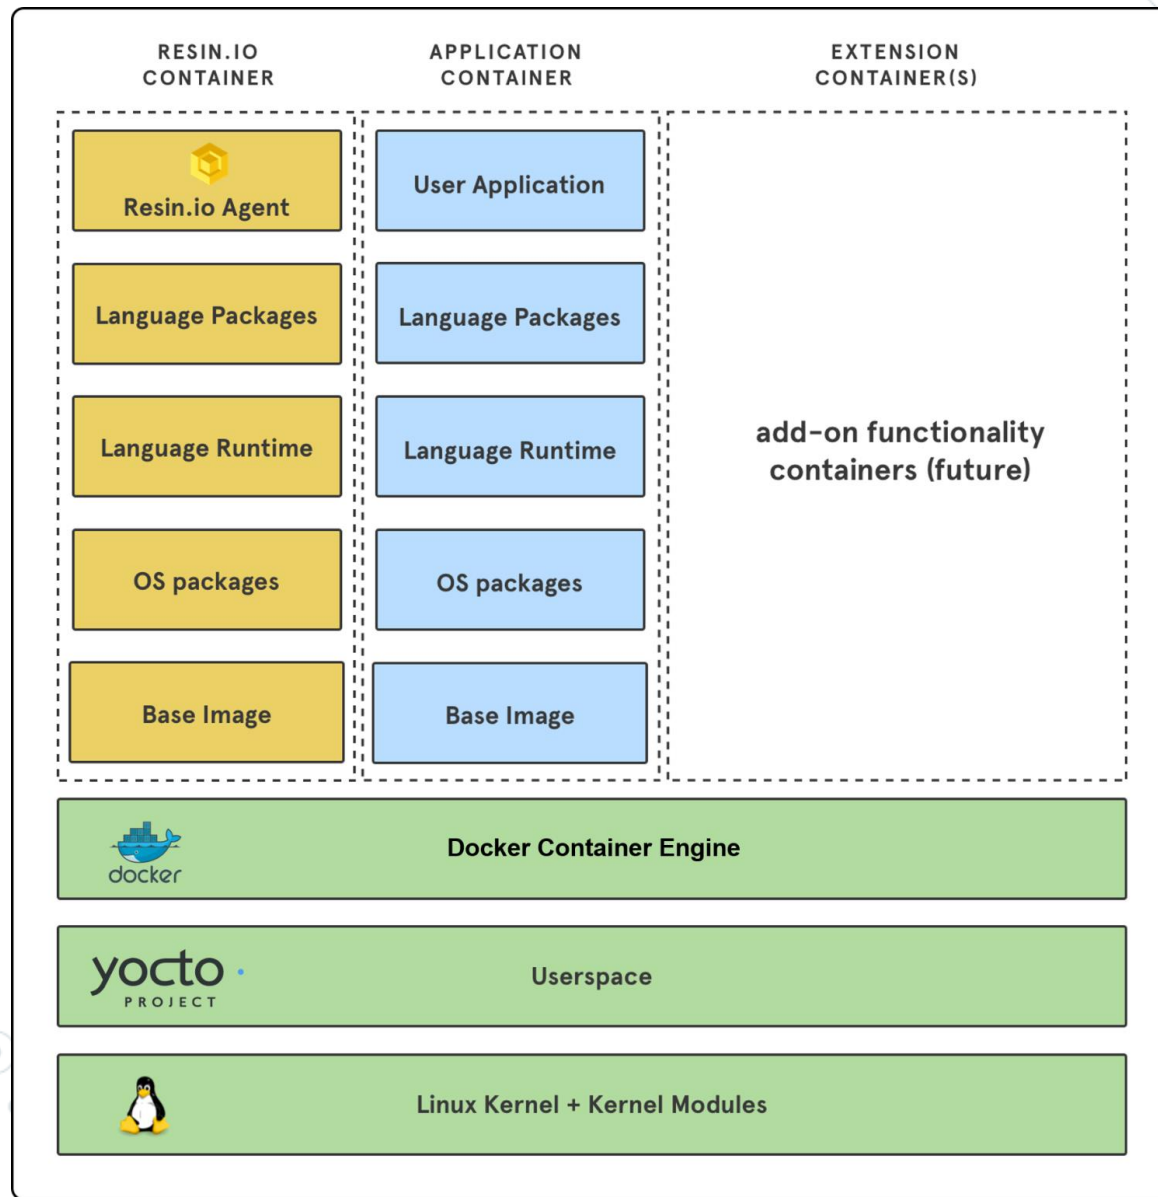 RESIN.IO
CONTAINER
APPLICATION
CONTAINER
EXTENSION
CONTAINER(S)
Resin.io Agent
Language Packages
Language Runtime
OS packages
Base Image
User Application
Language Packages
Language Runtime
OS packages
Base Image
add-on functionality
containers (future)
docker
Docker Container Engine
yocto
PROJECT
Userspace
Linux Kernel + Kernel Modules